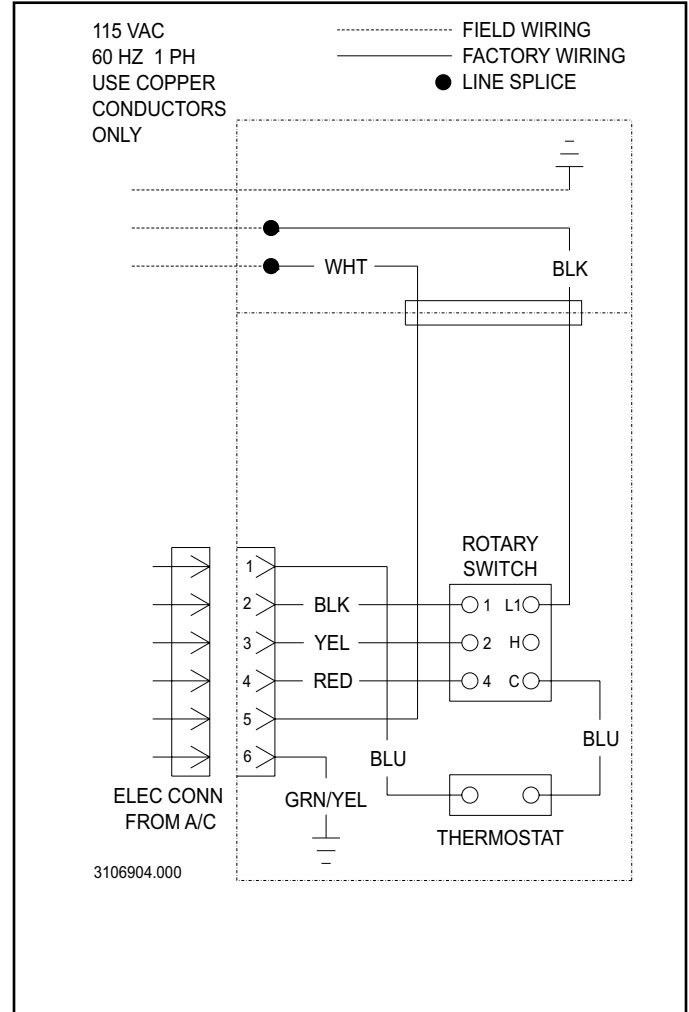 115 VAC
60 HZ 1 PH
USE COPPER
CONDUCTORS
ONLY
FIELD WIRING
FACTORY WIRING
LINE SPLICE
WHT
BLK
ROTARY
SWITCH
1
2 BLK 1 L1
3 YEL 2 H
4 RED 4 C
5
6
BLU
BLU
GRN/YEL
ELEC CONN
FROM A/C
THERMOSTAT
3106904.000